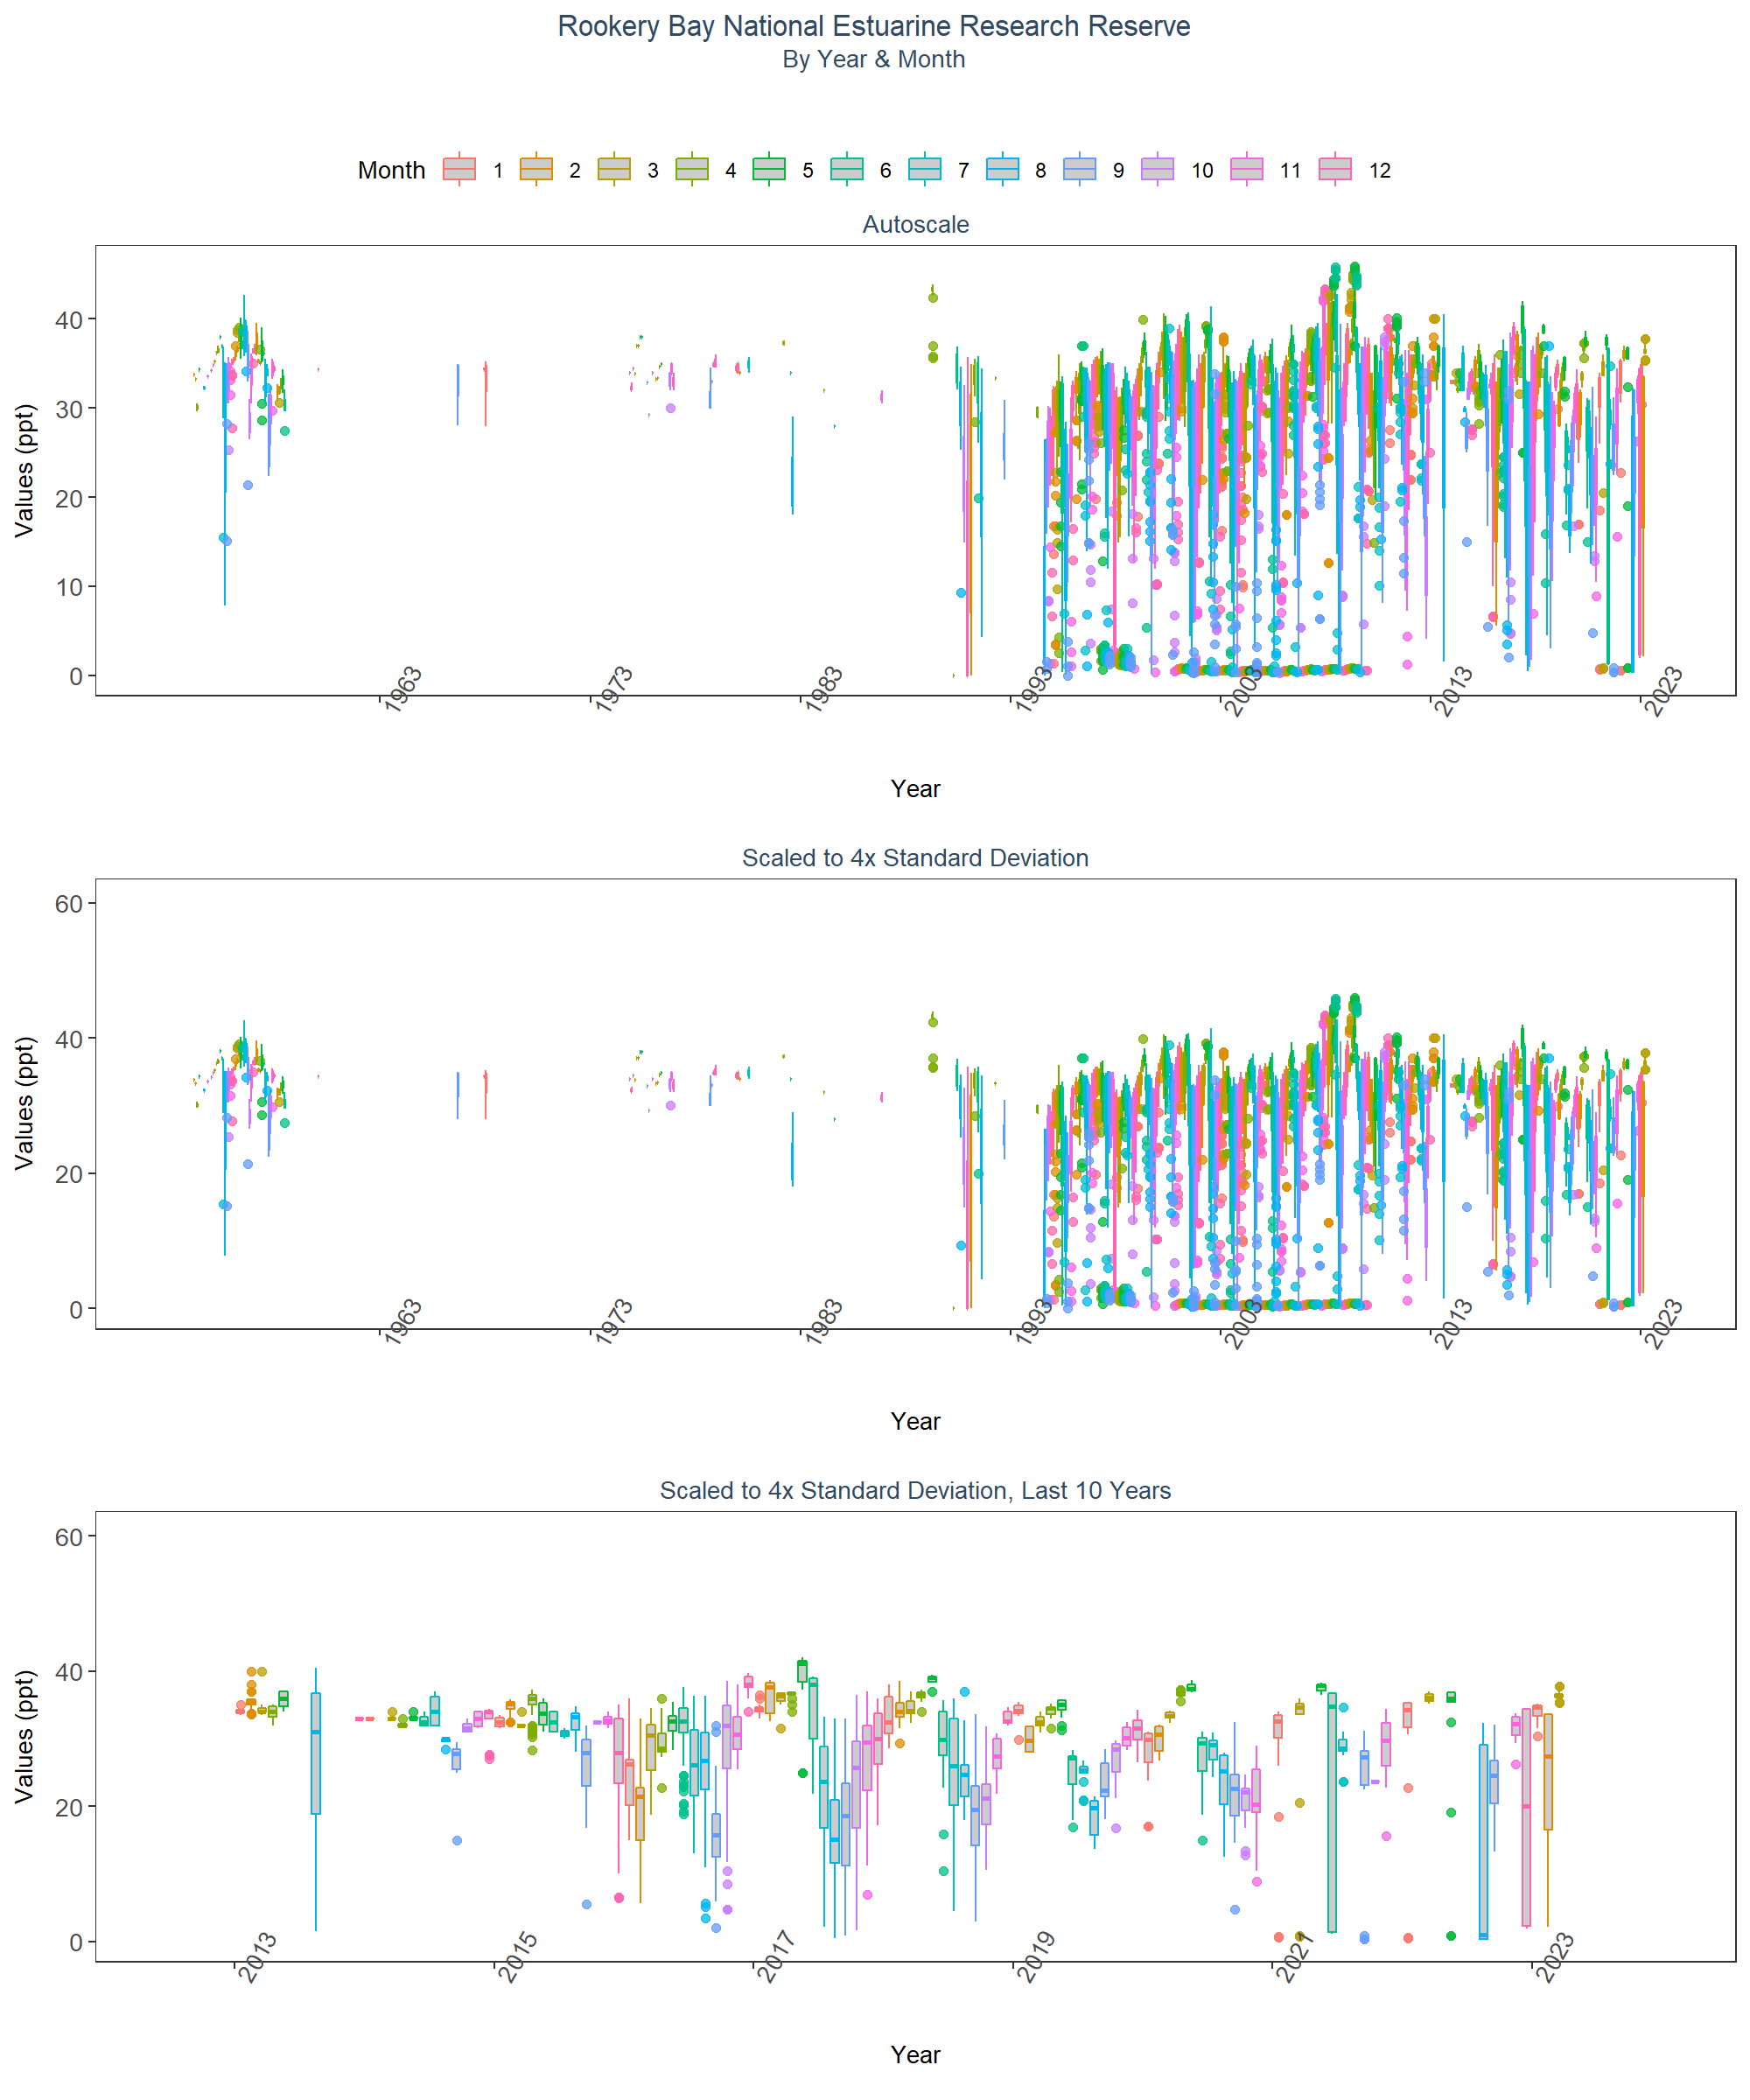 Rookery Bay National Estuarine Research Reserve
By Year & Month
Month 1 2 3 4 5 6 7 8 9 10 11 12
Autoscale
Values (ppt)
40
30
20
10
0
1963 1973 1983 1993 2003 2013 2023
Year
Scaled to 4x Standard Deviation
Values (ppt)
60
40
20
0
1963 1973 1983 1993 2003 2013 2023
Year
Scaled to 4x Standard Deviation, Last 10 Years
Values (ppt)
60
40
20
0
2013 2015 2017 2019 2021 2023
Year